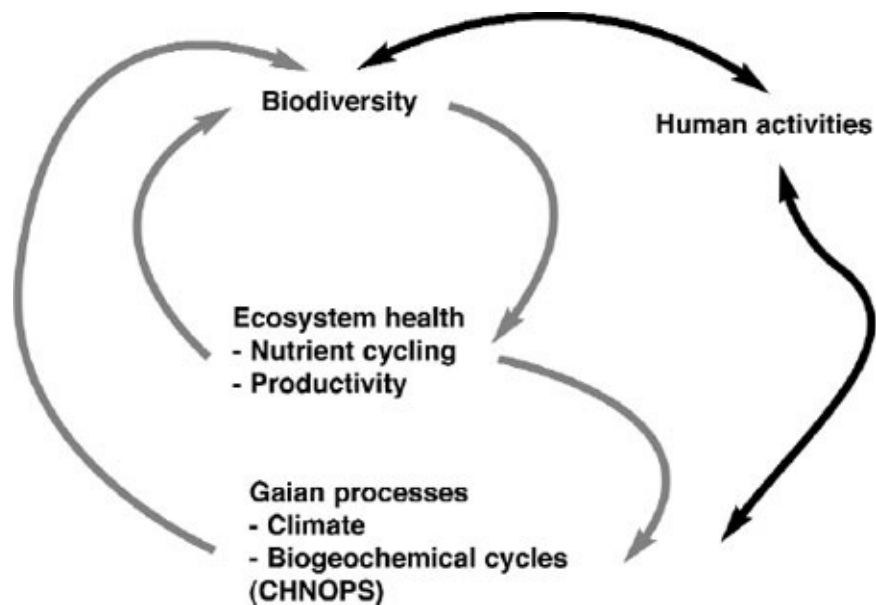 Biodiversity
Human activities
Ecosystem health
- Nutrient cycling
- Productivity
Gaian processes
- Climate
- Biogeochemical cycles
(CHNOPS)